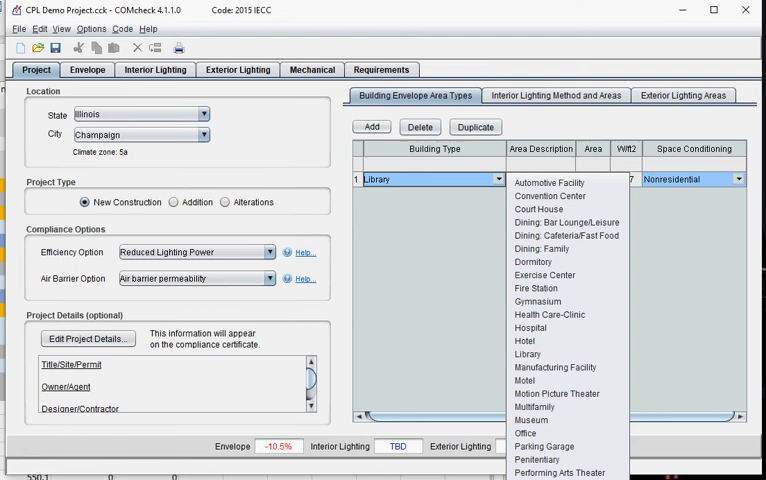 CPL Demo Project.cck - COMcheck 4.1.1.0 Code: 2015 IECC
File Edit View Options Code Help
Project Envelope Interior Lighting Exterior Lighting Mechanical Requirements
Location
State Illinois
City Champaign
Climate zone: 5a
Project Type
New Construction Addition Alterations
Compliance Options
Efficiency Option Reduced Lighting Power Help...
Air Barrier Option Air barrier permeability Help...
Project Details (optional)
Edit Project Details... This information will appear
on the compliance certificate.
Title/Site/Permit
Owner/Agent
Designer/Contractor
Building Envelope Area Types Interior Lighting Method and Areas Exterior Lighting Areas
Add Delete Duplicate
Building Type Area Description Area W/ft2 Space Conditioning
1 Library 7 Nonresidential
Automotive Facility
Convention Center
Court House
Dining: Bar Lounge/Leisure
Dining: Cafeteria/Fast Food
Dining: Family
Dormitory
Exercise Center
Fire Station
Gymnasium
Health Care-Clinic
Hospital
Hotel
Library
Manufacturing Facility
Motel
Motion Picture Theater
Multifamily
Museum
Office
Parking Garage
Penitentiary
Performing Arts Theater
Envelope -10.5% Interior Lighting TBD Exterior Lighting
550.1 0: 0: